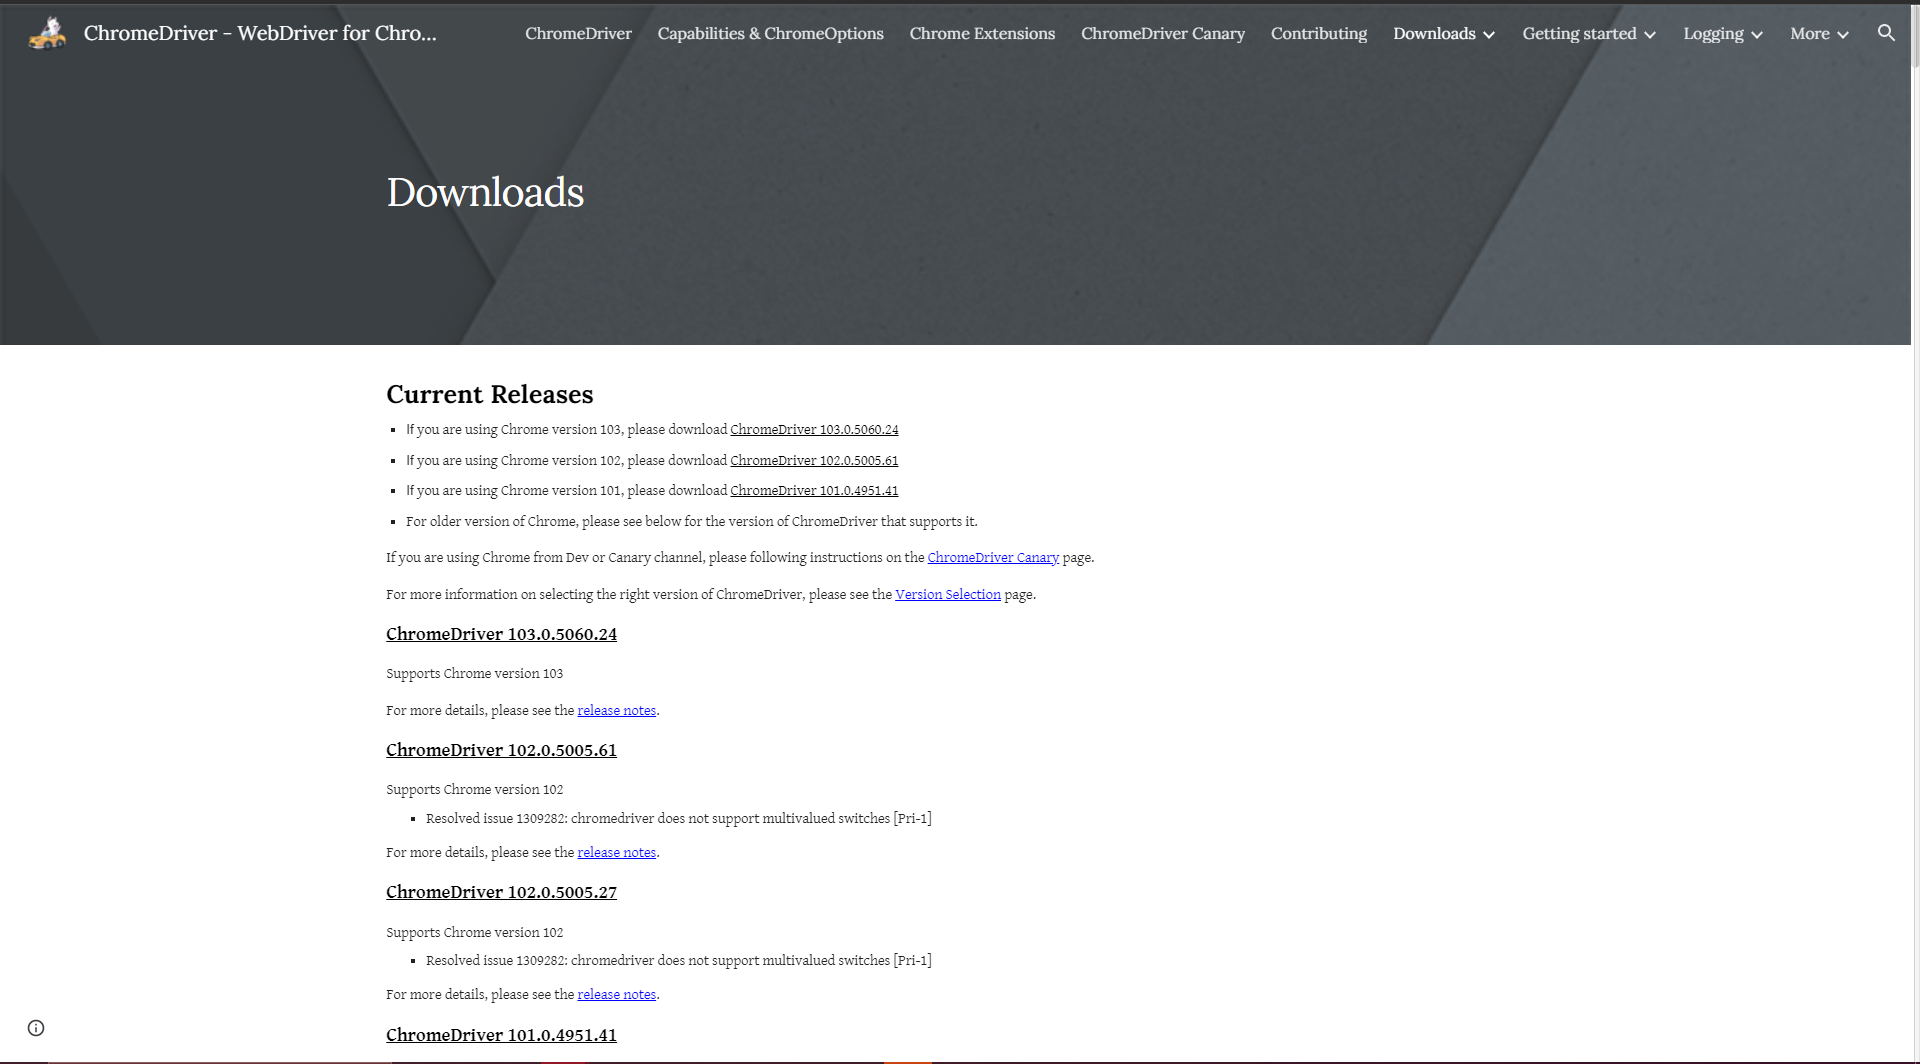 ChromeDriver - WebDriver for Chro...
ChromeDriver Capabilities & ChromeOptions Chrome Extensions ChromeDriver Canary Contributing Downloads Getting started Logging More
Downloads
Current Releases
If you are using Chrome version 103, please download ChromeDriver 103.0.5060.24
If you are using Chrome version 102, please download ChromeDriver 102.0.5005.61
If you are using Chrome version 101, please download ChromeDriver 101.0.4951.41
For older version of Chrome, please see below for the version of ChromeDriver that supports it.
If you are using Chrome from Dev or Canary channel, please following instructions on the ChromeDriver Canary page.
For more information on selecting the right version of ChromeDriver, please see the Version Selection page.
ChromeDriver 103.0.5060.24
Supports Chrome version 103
For more details, please see the release notes.
ChromeDriver 102.0.5005.61
Supports Chrome version 102
Resolved issue 1309282: chromedriver does not support multivalued switches [Pri-1]
For more details, please see the release notes.
ChromeDriver 102.0.5005.27
Supports Chrome version 102
Resolved issue 1309282: chromedriver does not support multivalued switches [Pri-1]
For more details, please see the release notes.
ChromeDriver 101.0.4951.41